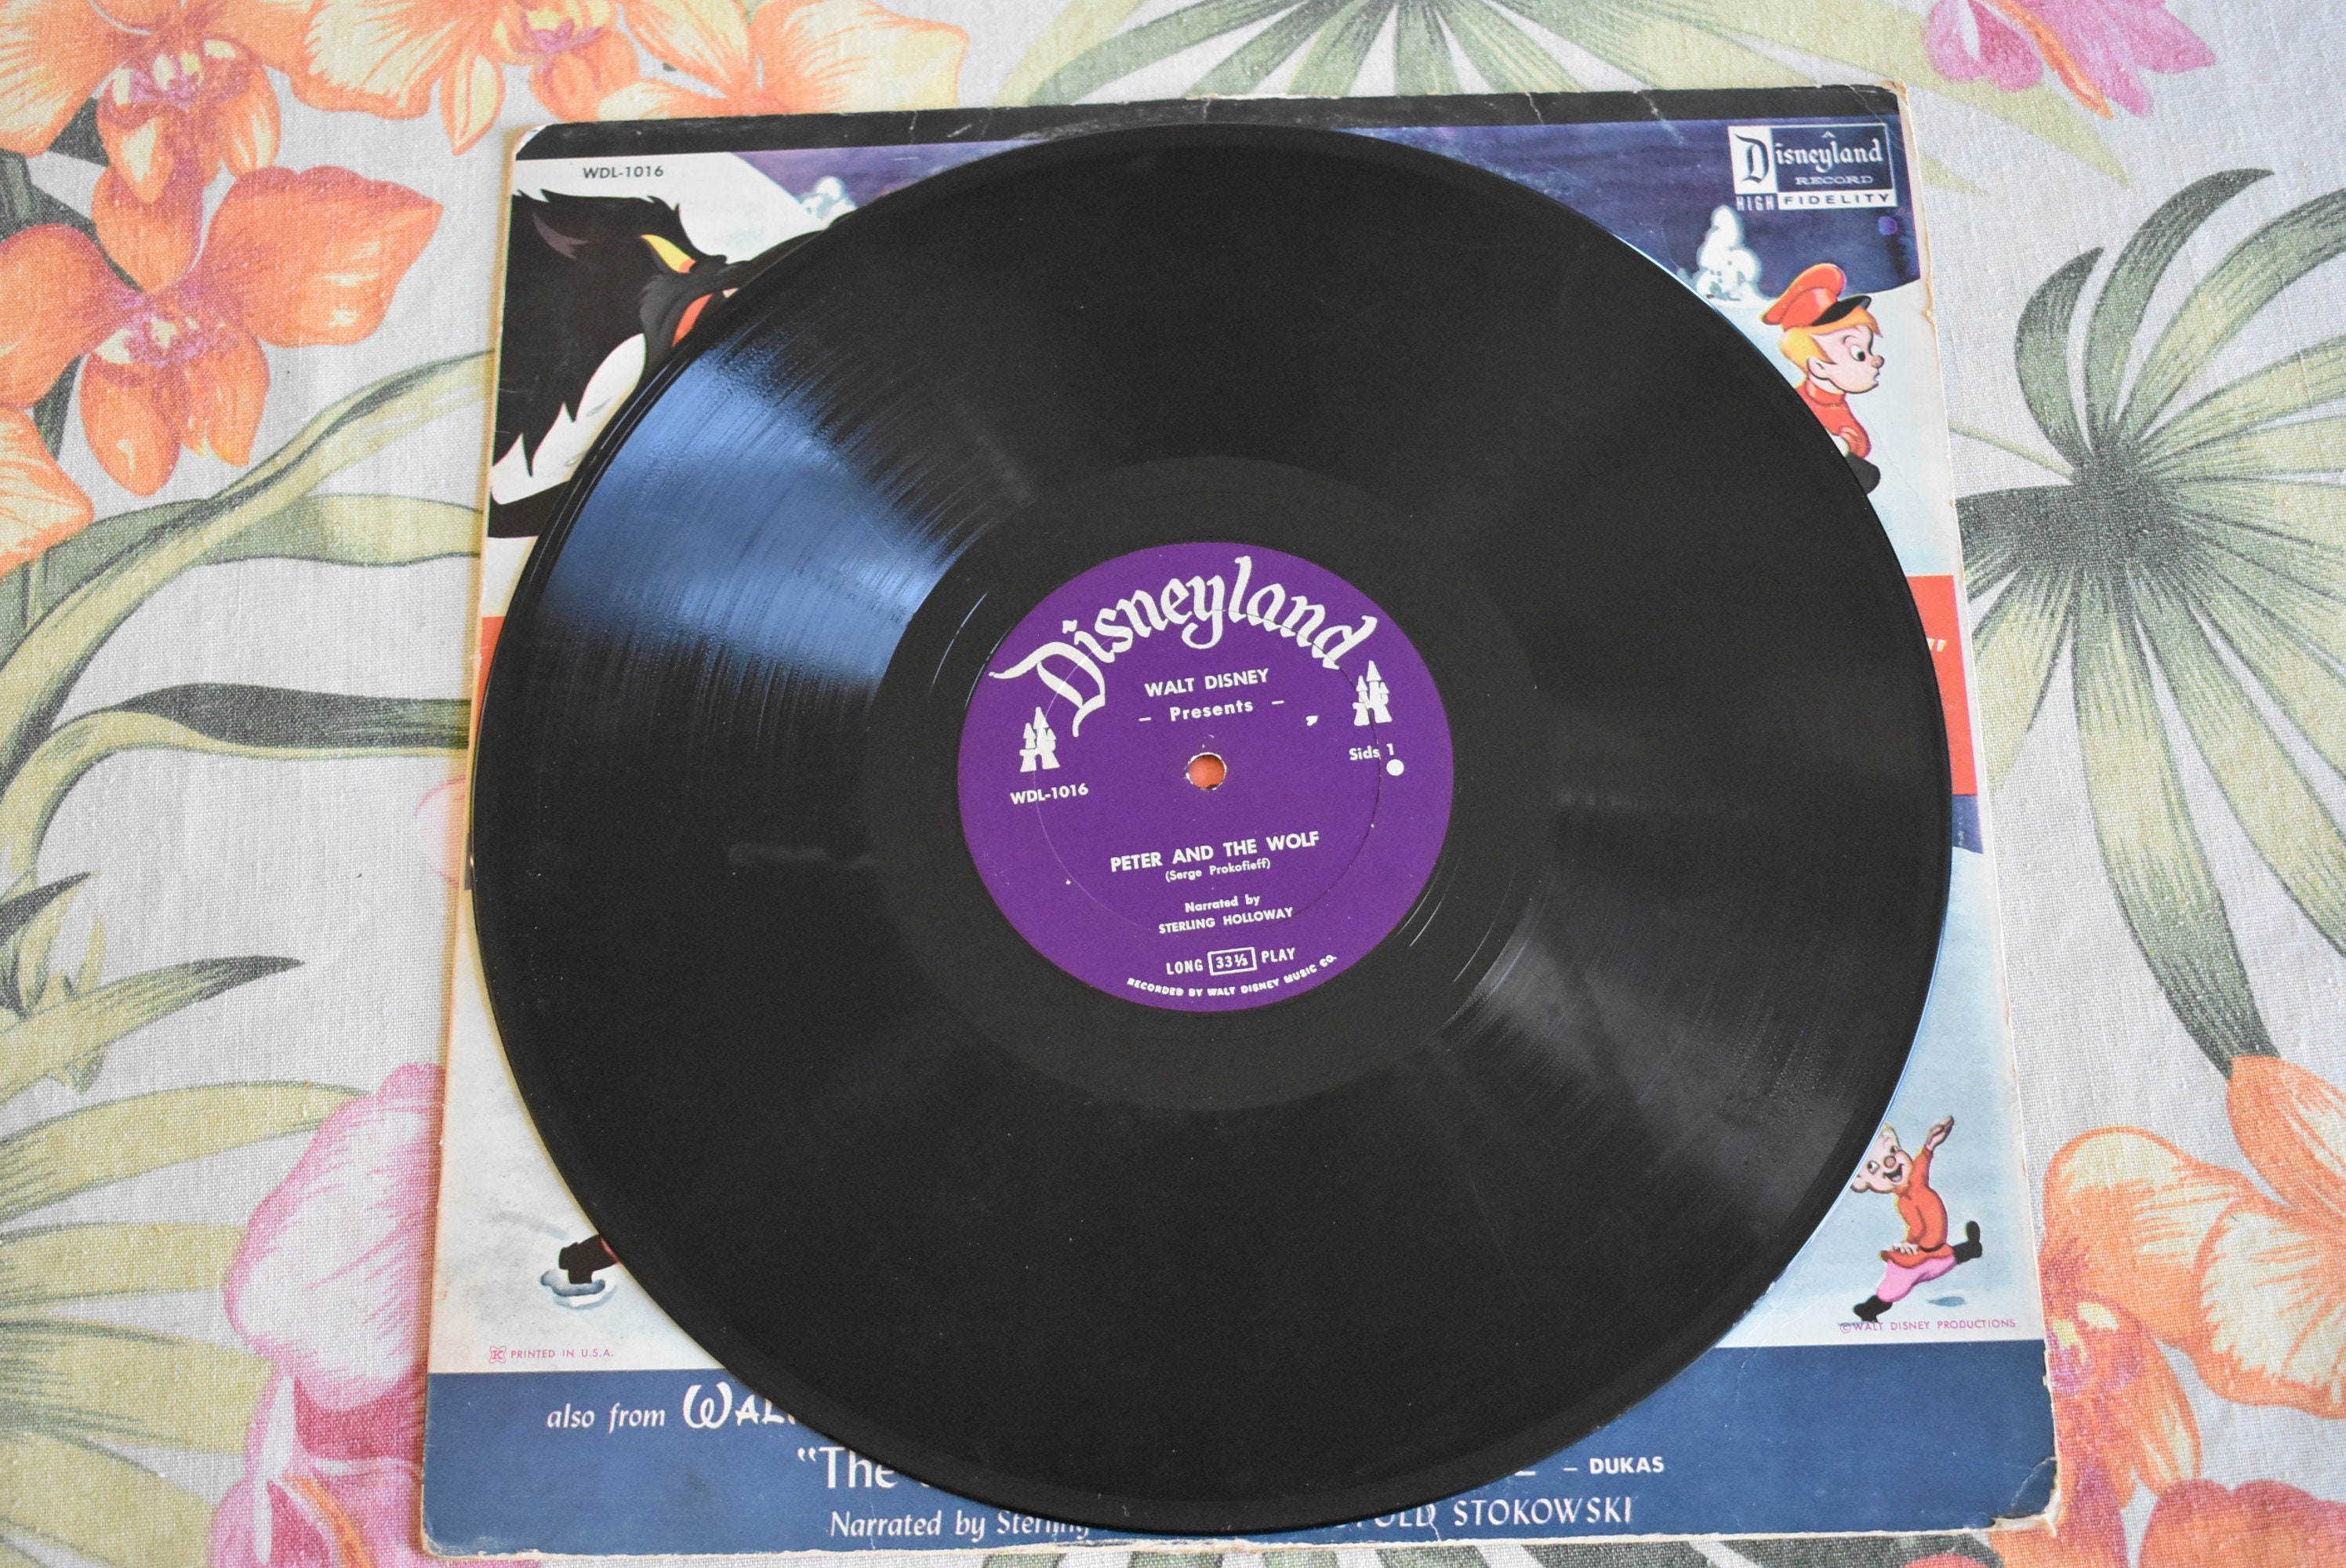 WDL-1016
Disneyland
RECORD
HIGH FIDELITY
Disneyland
WALT DISNEY
- Presents -
Side 1
WDL-1016
PETER AND THE WOLF
(Serge Prokofieff)
Narrated by
STERLING HOLLOWAY
LONG 33⅓ PLAY
RECORDED BY WALT DISNEY MUSIC CO.
©WALT DISNEY PRODUCTIONS
PRINTED IN U.S.A.
also from
"The
– DUKAS
Narrated by Sterling
STOKOWSKI